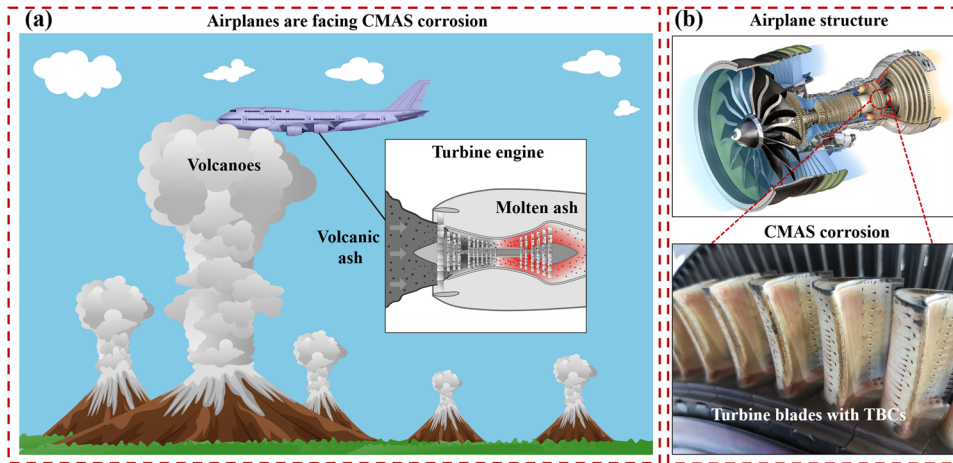 (a)
Airplanes are facing CMAS corrosion
Volcanoes
Turbine engine
Molten ash
Volcanic
ash
(b)
Airplane structure
CMAS corrosion
Turbine blades with TBCs